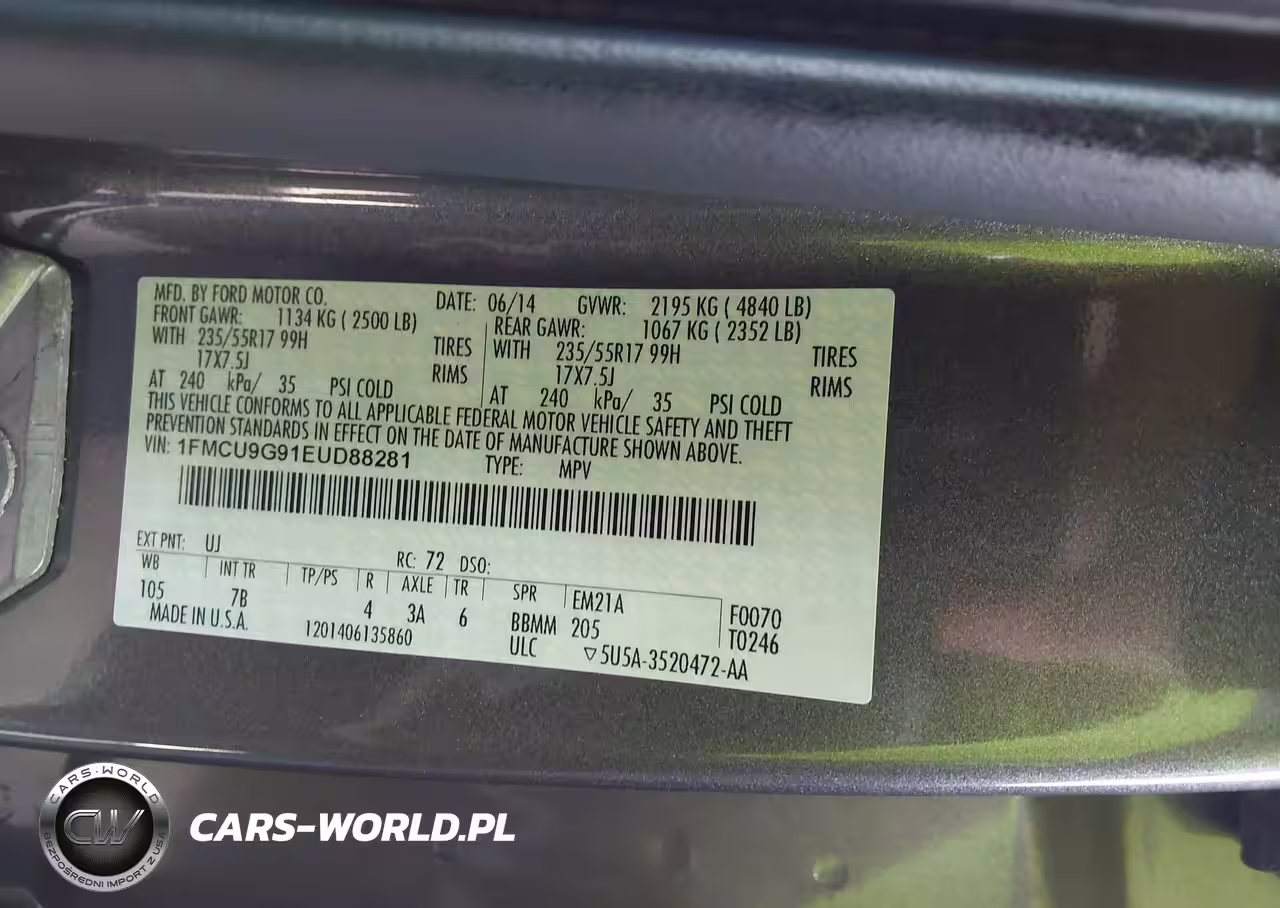 MFD. BY FORD MOTOR CO. DATE: 06/14 GVWR: 2195 KG ( 4840 LB)
FRONT GAWR: 1134 KG ( 2500 LB) REAR GAWR: 1067 KG ( 2352 LB)
WITH 235/55R17 99H TIRES WITH 235/55R17 99H TIRES
17X7.5J RIMS 17X7.5J RIMS
AT 240 kPa/ 35 PSI COLD AT 240 kPa/ 35 PSI COLD
THIS VEHICLE CONFORMS TO ALL APPLICABLE FEDERAL MOTOR VEHICLE SAFETY AND THEFT
PREVENTION STANDARDS IN EFFECT ON THE DATE OF MANUFACTURE SHOWN ABOVE.
VIN: 1FMCU9G91EUD88281 TYPE: MPV
EXT PNT: UJ RC: 72 DSO:
WB INT TR TP/PS R AXLE TR SPR EM21A F0070
105 7B 4 3A 6 BBMM 205 T0246
MADE IN U.S.A. 1201406135860 ULC ▽5U5A-3520472-AA
CARS-WORLD
CW
BEZPOŚREDNI IMPORT Z USA
CARS-WORLD.PL